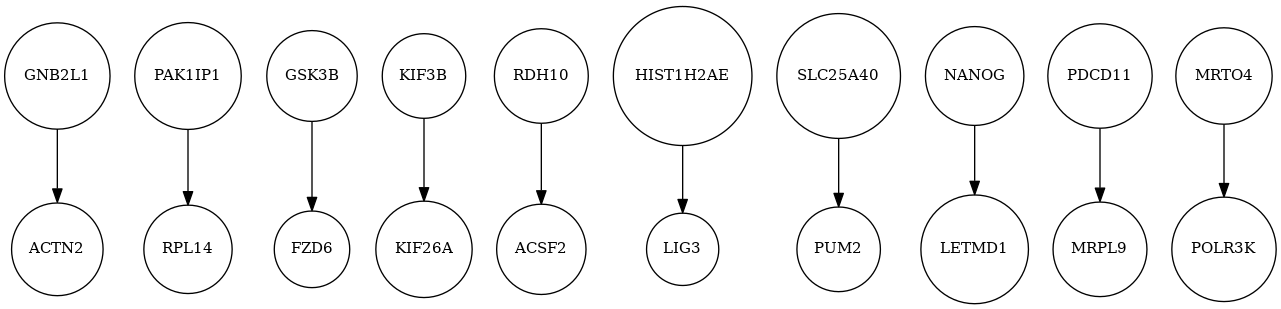 GNB2L1 PAK1IP1 GSK3B KIF3B RDH10 HIST1H2AE SLC25A40 NANOG PDCD11 MRTO4
ACTN2 RPL14 FZD6 KIF26A ACSF2 LIG3 PUM2 LETMD1 MRPL9 POLR3K